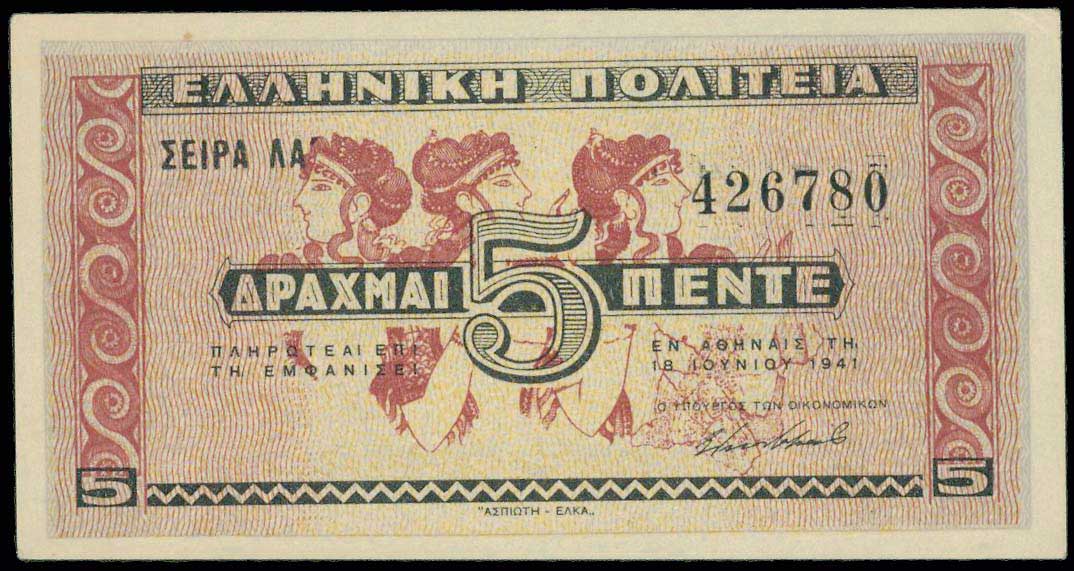 ΕΛΛΗΝΙΚΗ ΠΟΛΙΤΕΙΑ
ΣΕΙΡΑ
426780
ΔΡΑΧΜΑΙ 5 ΠΕΝΤΕ
ΠΛΗΡΩΤΕΑΙ ΕΠΙ
ΤΗ ΕΜΦΑΝΙΣΕΙ
ΕΝ ΑΘΗΝΑΙΣ ΤΗ
18 ΙΟΥΝΙΟΥ 1941
Ο ΥΠΟΥΡΓΟΣ ΤΩΝ ΟΙΚΟΝΟΜΙΚΩΝ
5
5
"ΑΣΠΙΩΤΗ - ΕΛΚΑ„